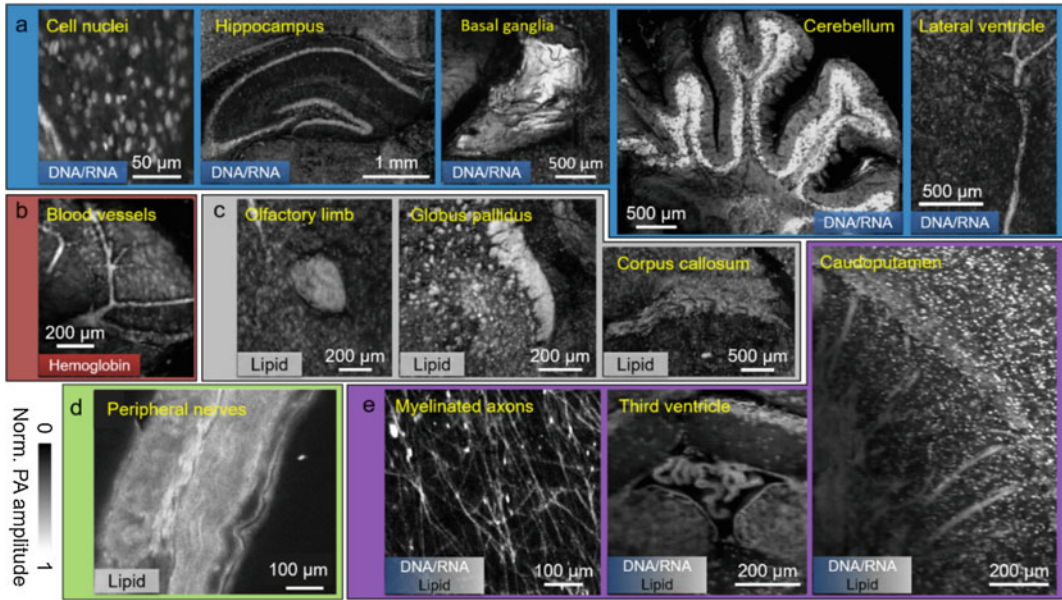 a
Cell nuclei
DNA/RNA
50 µm
Hippocampus
DNA/RNA
1 mm
Basal ganglia
DNA/RNA
500 µm
Cerebellum
500 µm
DNA/RNA
Lateral ventricle
500 µm
DNA/RNA
b
Blood vessels
200 µm
Hemoglobin
c
Olfactory limb
Lipid
200 µm
Globus pallidus
Lipid
200 µm
Corpus callosum
Lipid
500 µm
Norm. PA amplitude
0
1
d
Peripheral nerves
Lipid
100 µm
e
Myelinated axons
DNA/RNA
Lipid
100 µm
Third ventricle
DNA/RNA
Lipid
200 µm
Caudoputamen
DNA/RNA
Lipid
200 µm